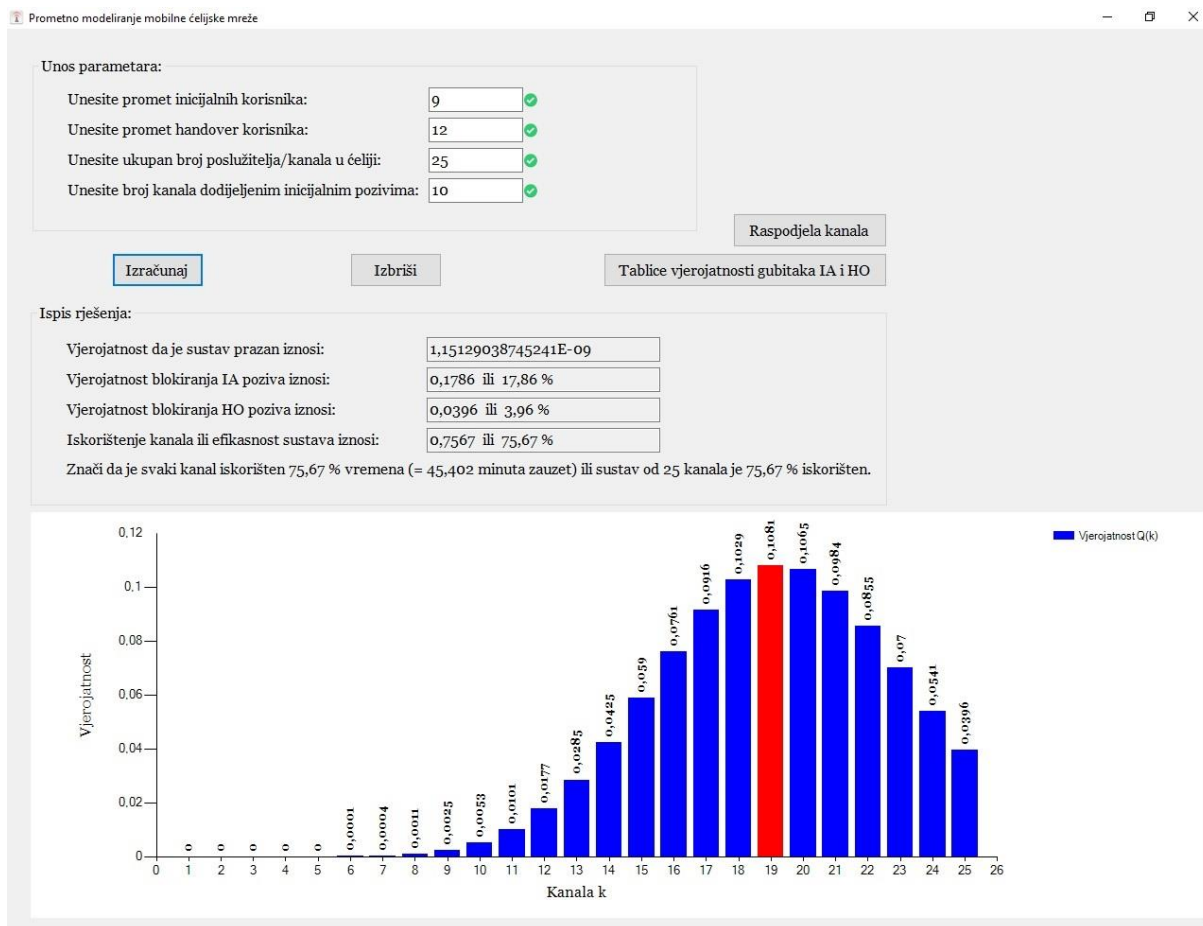 Prometno modeliranje mobilne ćelijske mreže
Unos parametara:
Unesite promet inicijalnih korisnika: 9
Unesite promet handover korisnika: 12
Unesite ukupan broj poslužitelja/kanala u ćeliji: 25
Unesite broj kanala dodijeljenim inicijalnim pozivima: 10
Raspodjela kanala
Izračunaj Izbriši Tablice vjerojatnosti gubitaka IA i HO
Ispis rješenja:
Vjerojatnost da je sustav prazan iznosi: 1,15129038745241E-09
Vjerojatnost blokiranja IA poziva iznosi: 0,1786 ili 17,86 %
Vjerojatnost blokiranja HO poziva iznosi: 0,0396 ili 3,96 %
Iskorištenje kanala ili efikasnost sustava iznosi: 0,7567 ili 75,67 %
Znači da je svaki kanal iskorišten 75,67 % vremena (= 45,402 minuta zauzet) ili sustav od 25 kanala je 75,67 % iskorišten.
Vjerojatnost Q(k)
Vjerojatnost
0,12
0,1
0,08
0,06
0,04
0,02
0
0 0 0 0 0 0,0001 0,0004 0,0011 0,0025 0,0053 0,0101 0,0177 0,0285 0,0425 0,059 0,0761 0,0916 0,1029 0,1081 0,1065 0,0984 0,0855 0,07 0,0541 0,0396
0 1 2 3 4 5 6 7 8 9 10 11 12 13 14 15 16 17 18 19 20 21 22 23 24 25 26
Kanala k